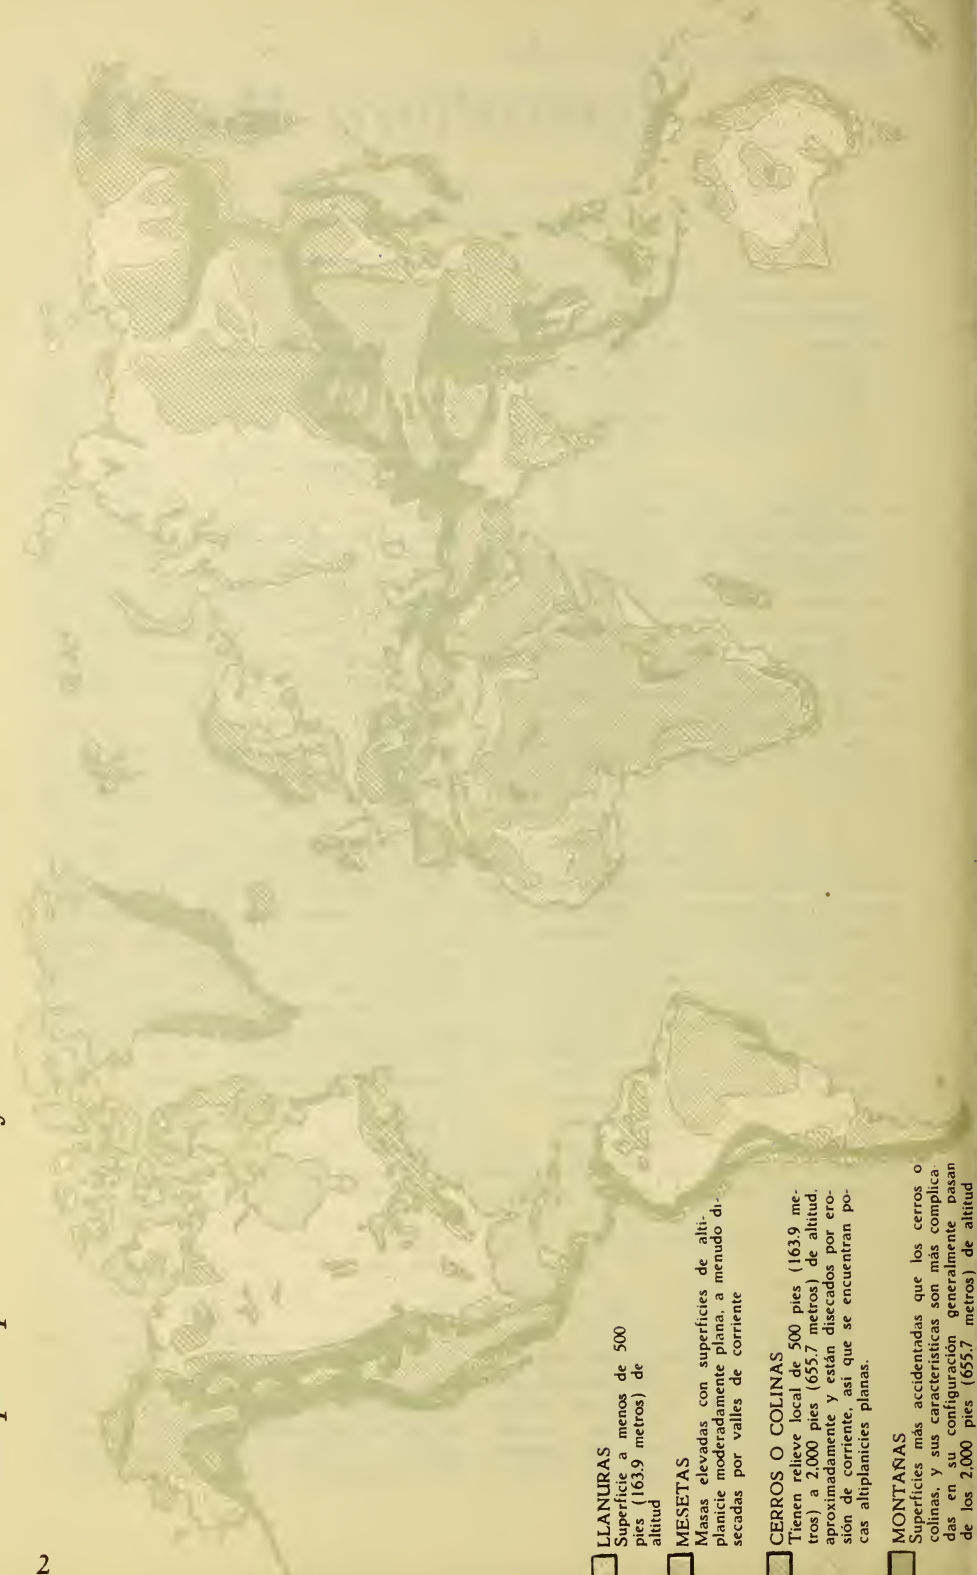 2
LLANURAS
Superficie a menos de 500
pies (163.9 metros) de
altitud
MESETAS
Masas elevadas con superficies de alti-
planicie moderadamente plana, a menudo di-
secadas por valles de corriente
CERROS O COLINAS
Tienen relieve local de 500 pies (163.9 me-
tros) a 2,000 pies (655.7 metros) de altitud,
aproximadamente y están disecados por ero-
sión de corriente, asi que se encuentran po-
cas altiplanicies planas.
MONTAÑAS
Superficies más accidentadas que los cerros o
colinas, y sus características son más complica-
das en su configuración generalmente pasan
de los 2,000 pies (655.7 metros) de altitud